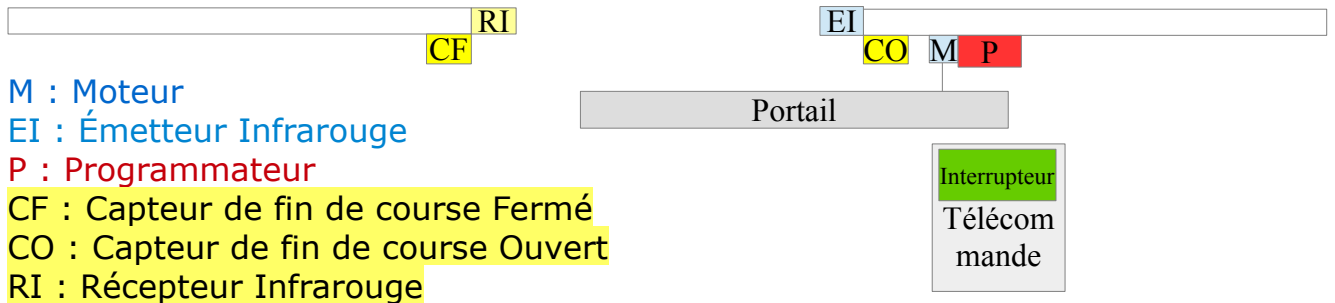 RI EI
CF CO M P
M : Moteur
Portail
EI : Émetteur Infrarouge
P : Programmateur
Interrupteur
CF : Capteur de fin de course Fermé
Télécom
CO : Capteur de fin de course Ouvert
mande
RI : Récepteur Infrarouge